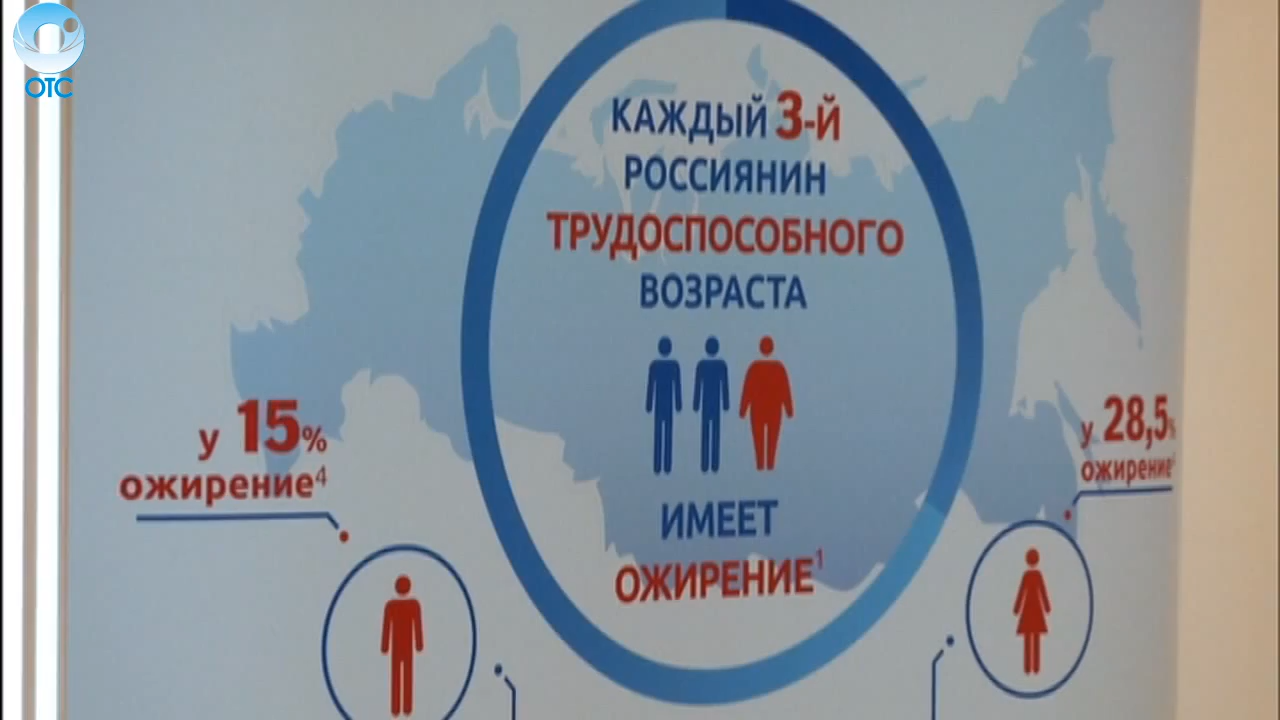 ОТС
КАЖДЫЙ 3-Й
РОССИЯНИН
ТРУДОСПОСОБНОГО
ВОЗРАСТА
ИМЕЕТ
ОЖИРЕНИЕ¹
у 15%
ожирение⁴
у 28,5%
ожирение